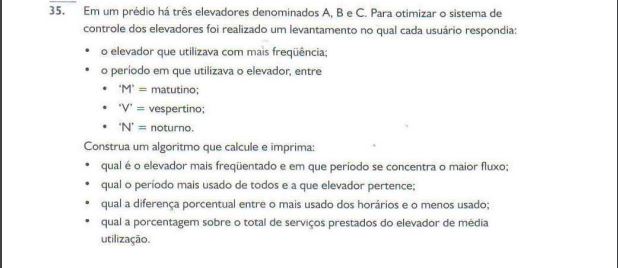 35. Em um prédio há três elevadores denominados A, B e C. Para otimizar o sistema de
controle dos elevadores foi realizado um levantamento no qual cada usuário respondia:
• o elevador que utilizava com mais freqüência;
• o período em que utilizava o elevador, entre
• 'M' = matutino;
• 'V' = vespertino;
• 'N' = noturno.
Construa um algoritmo que calcule e imprima:
• qual é o elevador mais freqüentado e em que período se concentra o maior fluxo;
• qual o período mais usado de todos e a que elevador pertence;
• qual a diferença porcentual entre o mais usado dos horários e o menos usado;
• qual a porcentagem sobre o total de serviços prestados do elevador de média
utilização.